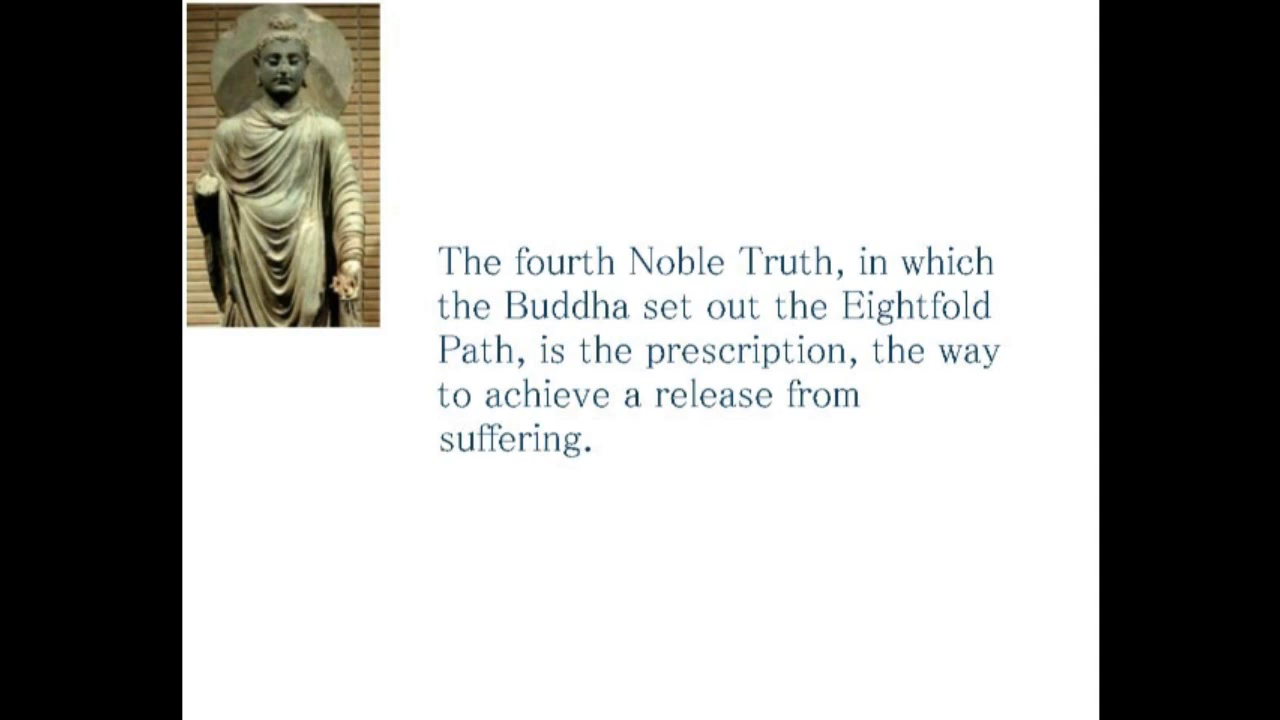 The fourth Noble Truth, in which
the Buddha set out the Eightfold
Path, is the prescription, the way
to achieve a release from
suffering.